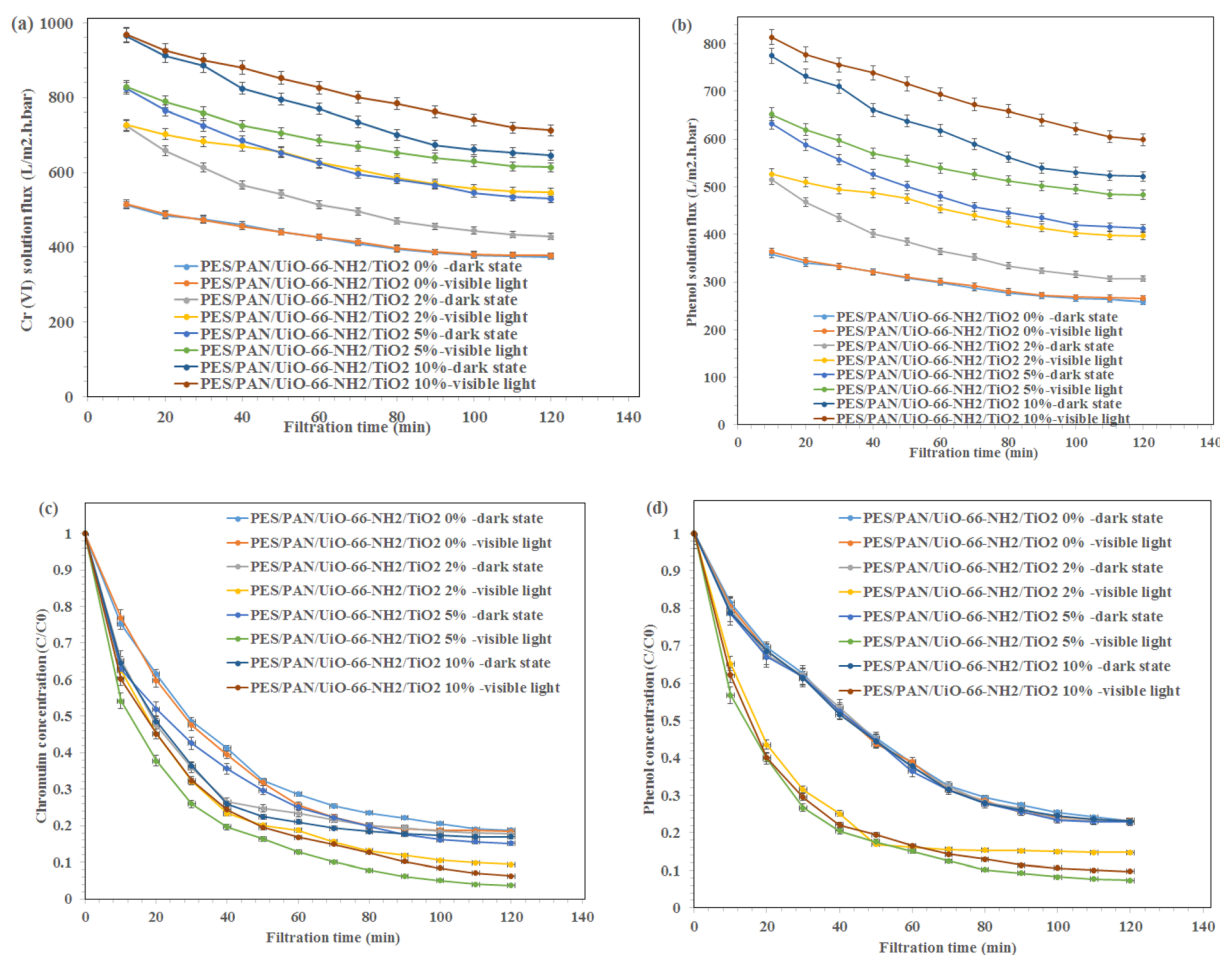 (a)
Cr (VI) solution flux (L/m2.h.bar)
1000
800
600
400
200
0
PES/PAN/UiO-66-NH2/TiO2 0% -dark state
PES/PAN/UiO-66-NH2/TiO2 0%-visible light
PES/PAN/UiO-66-NH2/TiO2 2%-dark state
PES/PAN/UiO-66-NH2/TiO2 2%-visible light
PES/PAN/UiO-66-NH2/TiO2 5%-dark state
PES/PAN/UiO-66-NH2/TiO2 5%-visible light
PES/PAN/UiO-66-NH2/TiO2 10%-dark state
PES/PAN/UiO-66-NH2/TiO2 10%-visible light
0 20 40 60 80 100 120 140
Filtration time (min)
(b)
Phenol solution flux (L/m2.h.bar)
800
700
600
500
400
300
200
100
0
PES/PAN/UiO-66-NH2/TiO2 0% -dark state
PES/PAN/UiO-66-NH2/TiO2 0%-visible light
PES/PAN/UiO-66-NH2/TiO2 2%-dark state
PES/PAN/UiO-66-NH2/TiO2 2%-visible light
PES/PAN/UiO-66-NH2/TiO2 5%-dark state
PES/PAN/UiO-66-NH2/TiO2 5%-visible light
PES/PAN/UiO-66-NH2/TiO2 10%-dark state
PES/PAN/UiO-66-NH2/TiO2 10%-visible light
0 20 40 60 80 100 120 140
Filtration time (min)
(c)
Chromuimu concentration (C/C0)
1
0.9
0.8
0.7
0.6
0.5
0.4
0.3
0.2
0.1
0
PES/PAN/UiO-66-NH2/TiO2 0% -dark state
PES/PAN/UiO-66-NH2/TiO2 0% -visible light
PES/PAN/UiO-66-NH2/TiO2 2% -dark state
PES/PAN/UiO-66-NH2/TiO2 2% -visible light
PES/PAN/UiO-66-NH2/TiO2 5% -dark state
PES/PAN/UiO-66-NH2/TiO2 5% -visible light
PES/PAN/UiO-66-NH2/TiO2 10% -dark state
PES/PAN/UiO-66-NH2/TiO2 10% -visible light
0 20 40 60 80 100 120 140
Filtration time (min)
(d)
Phenol concentration (C/C0)
1
0.9
0.8
0.7
0.6
0.5
0.4
0.3
0.2
0.1
0
PES/PAN/UiO-66-NH2/TiO2 0% -dark state
PES/PAN/UiO-66-NH2/TiO2 0% -visible light
PES/PAN/UiO-66-NH2/TiO2 2% -dark state
PES/PAN/UiO-66-NH2/TiO2 2% -visible light
PES/PAN/UiO-66-NH2/TiO2 5% -dark state
PES/PAN/UiO-66-NH2/TiO2 5% -visible light
PES/PAN/UiO-66-NH2/TiO2 10% -dark state
PES/PAN/UiO-66-NH2/TiO2 10% -visible light
0 20 40 60 80 100 120 140
Filtration time (min)